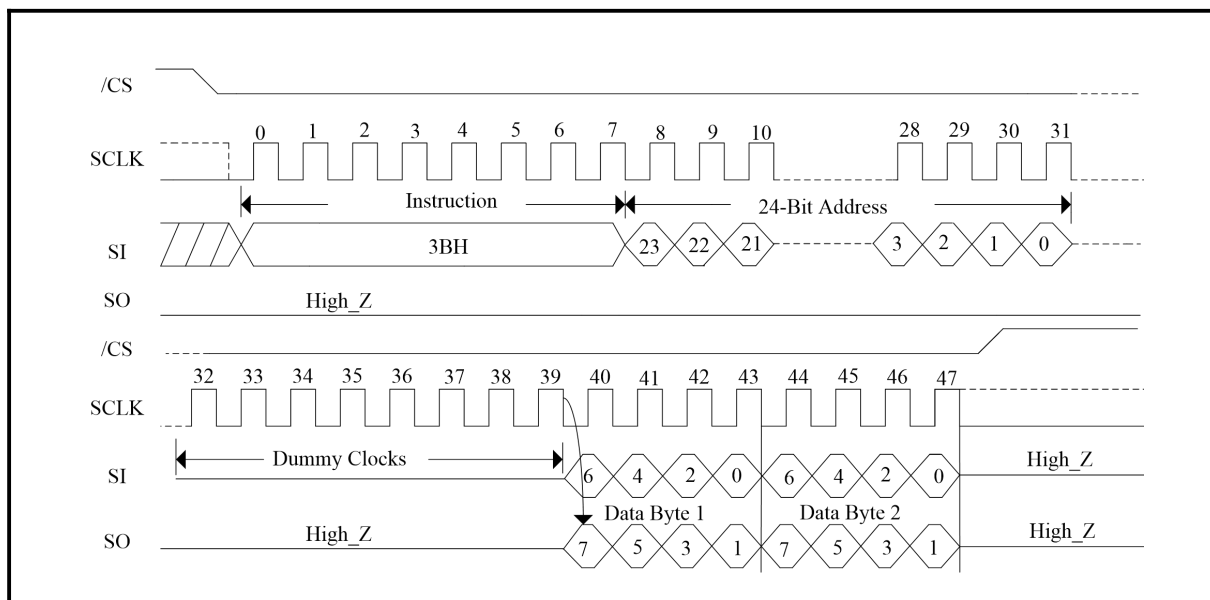 /CS
0 1 2 3 4 5 6 7 8 9 10 28 29 30 31
SCLK
Instruction 24-Bit Address
SI 3BH 23 22 21 3 2 1 0
SO High_Z
/CS
32 33 34 35 36 37 38 39 40 41 42 43 44 45 46 47
SCLK
Dummy Clocks
SI 6 4 2 0 6 4 2 0 High_Z
Data Byte 1 Data Byte 2
SO High_Z 7 5 3 1 7 5 3 1 High_Z